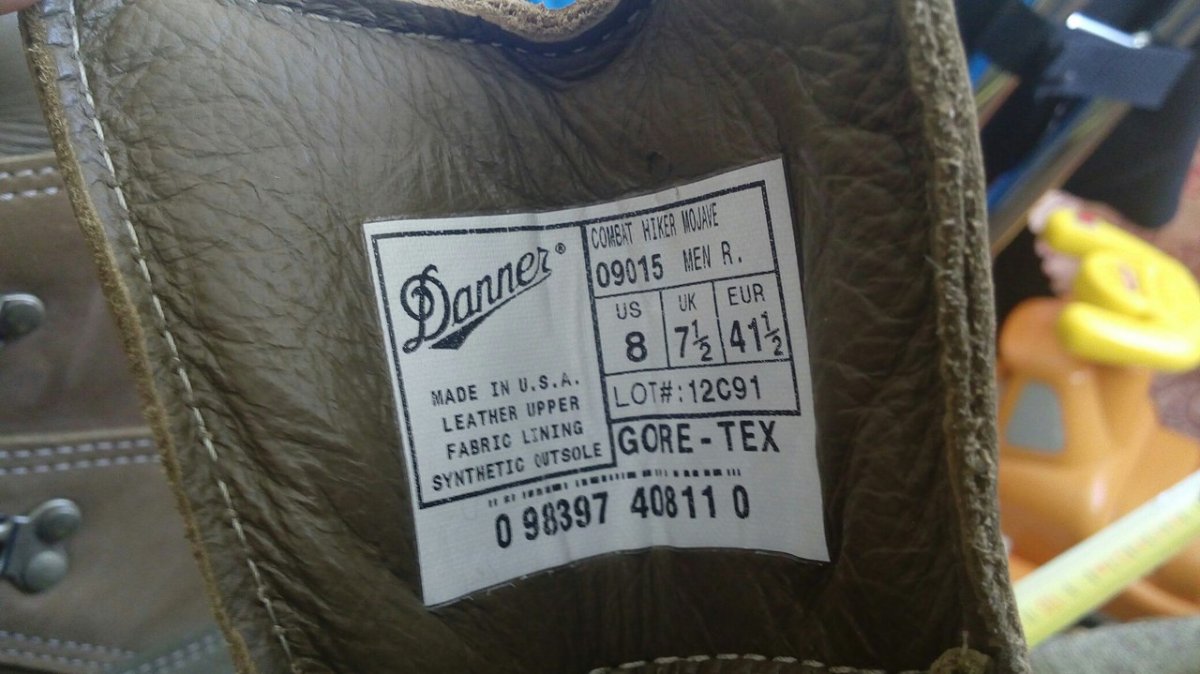 Danner®
MADE IN U.S.A.
LEATHER UPPER
FABRIC LINING
SYNTHETIC OUTSOLE
COMBAT HIKER MOJAVE
09015 MEN R.
US UK EUR
8 7½ 41½
LOT#:12C91
GORE-TEX
0 98397 40811 0